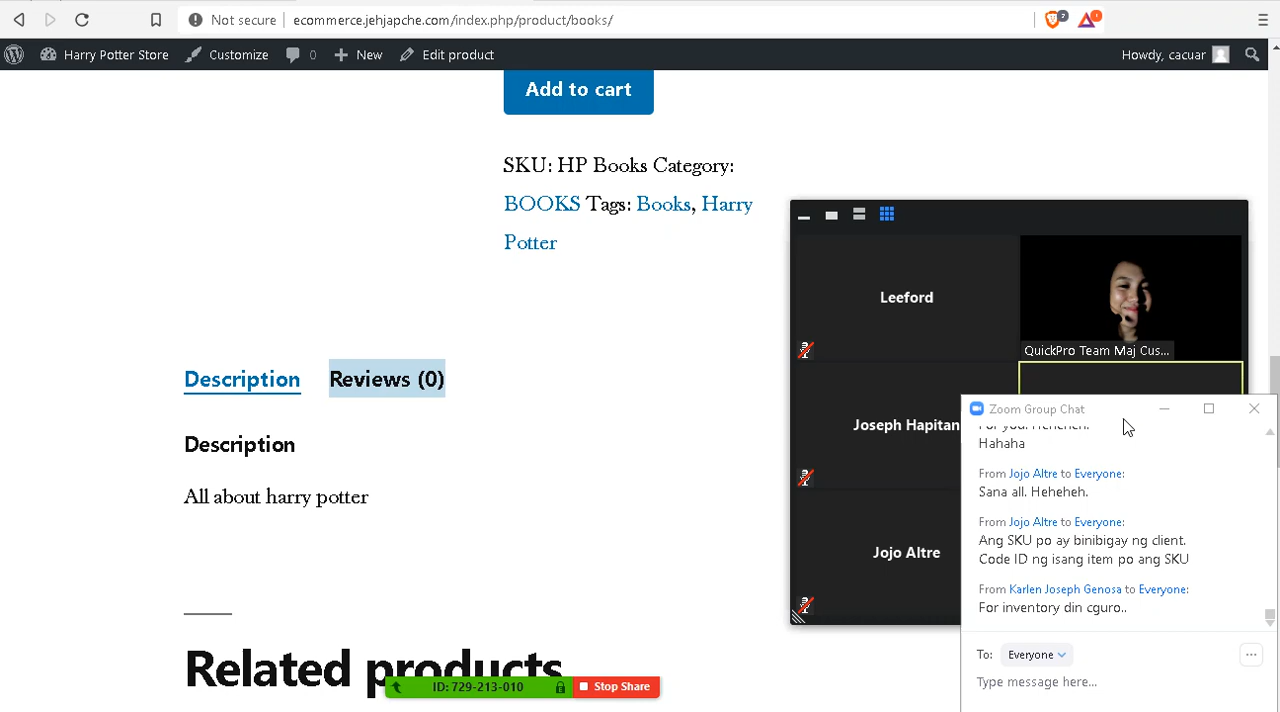 Not secure
ecommerce.jehjapche.com/index.php/product/books/
2
1
Harry Potter Store
Customize
0
New
Edit product
Howdy, cacuar
Add to cart
SKU: HP Books Category:
BOOKS Tags: Books, Harry
Potter
Description
Reviews (0)
Description
All about harry potter
Related products
ID: 729-213-010
Stop Share
Leeford
QuickPro Team Maj Cus...
Joseph Hapitan
Jojo Altre
Zoom Group Chat
For you. Heheheh.
Hahaha
From Jojo Altre to Everyone:
Sana all. Heheheh.
From Jojo Altre to Everyone:
Ang SKU po ay binibigay ng client.
Code ID ng isang item po ang SKU
From Karlen Joseph Genosa to Everyone:
For inventory din cguro..
To: Everyone
Type message here...